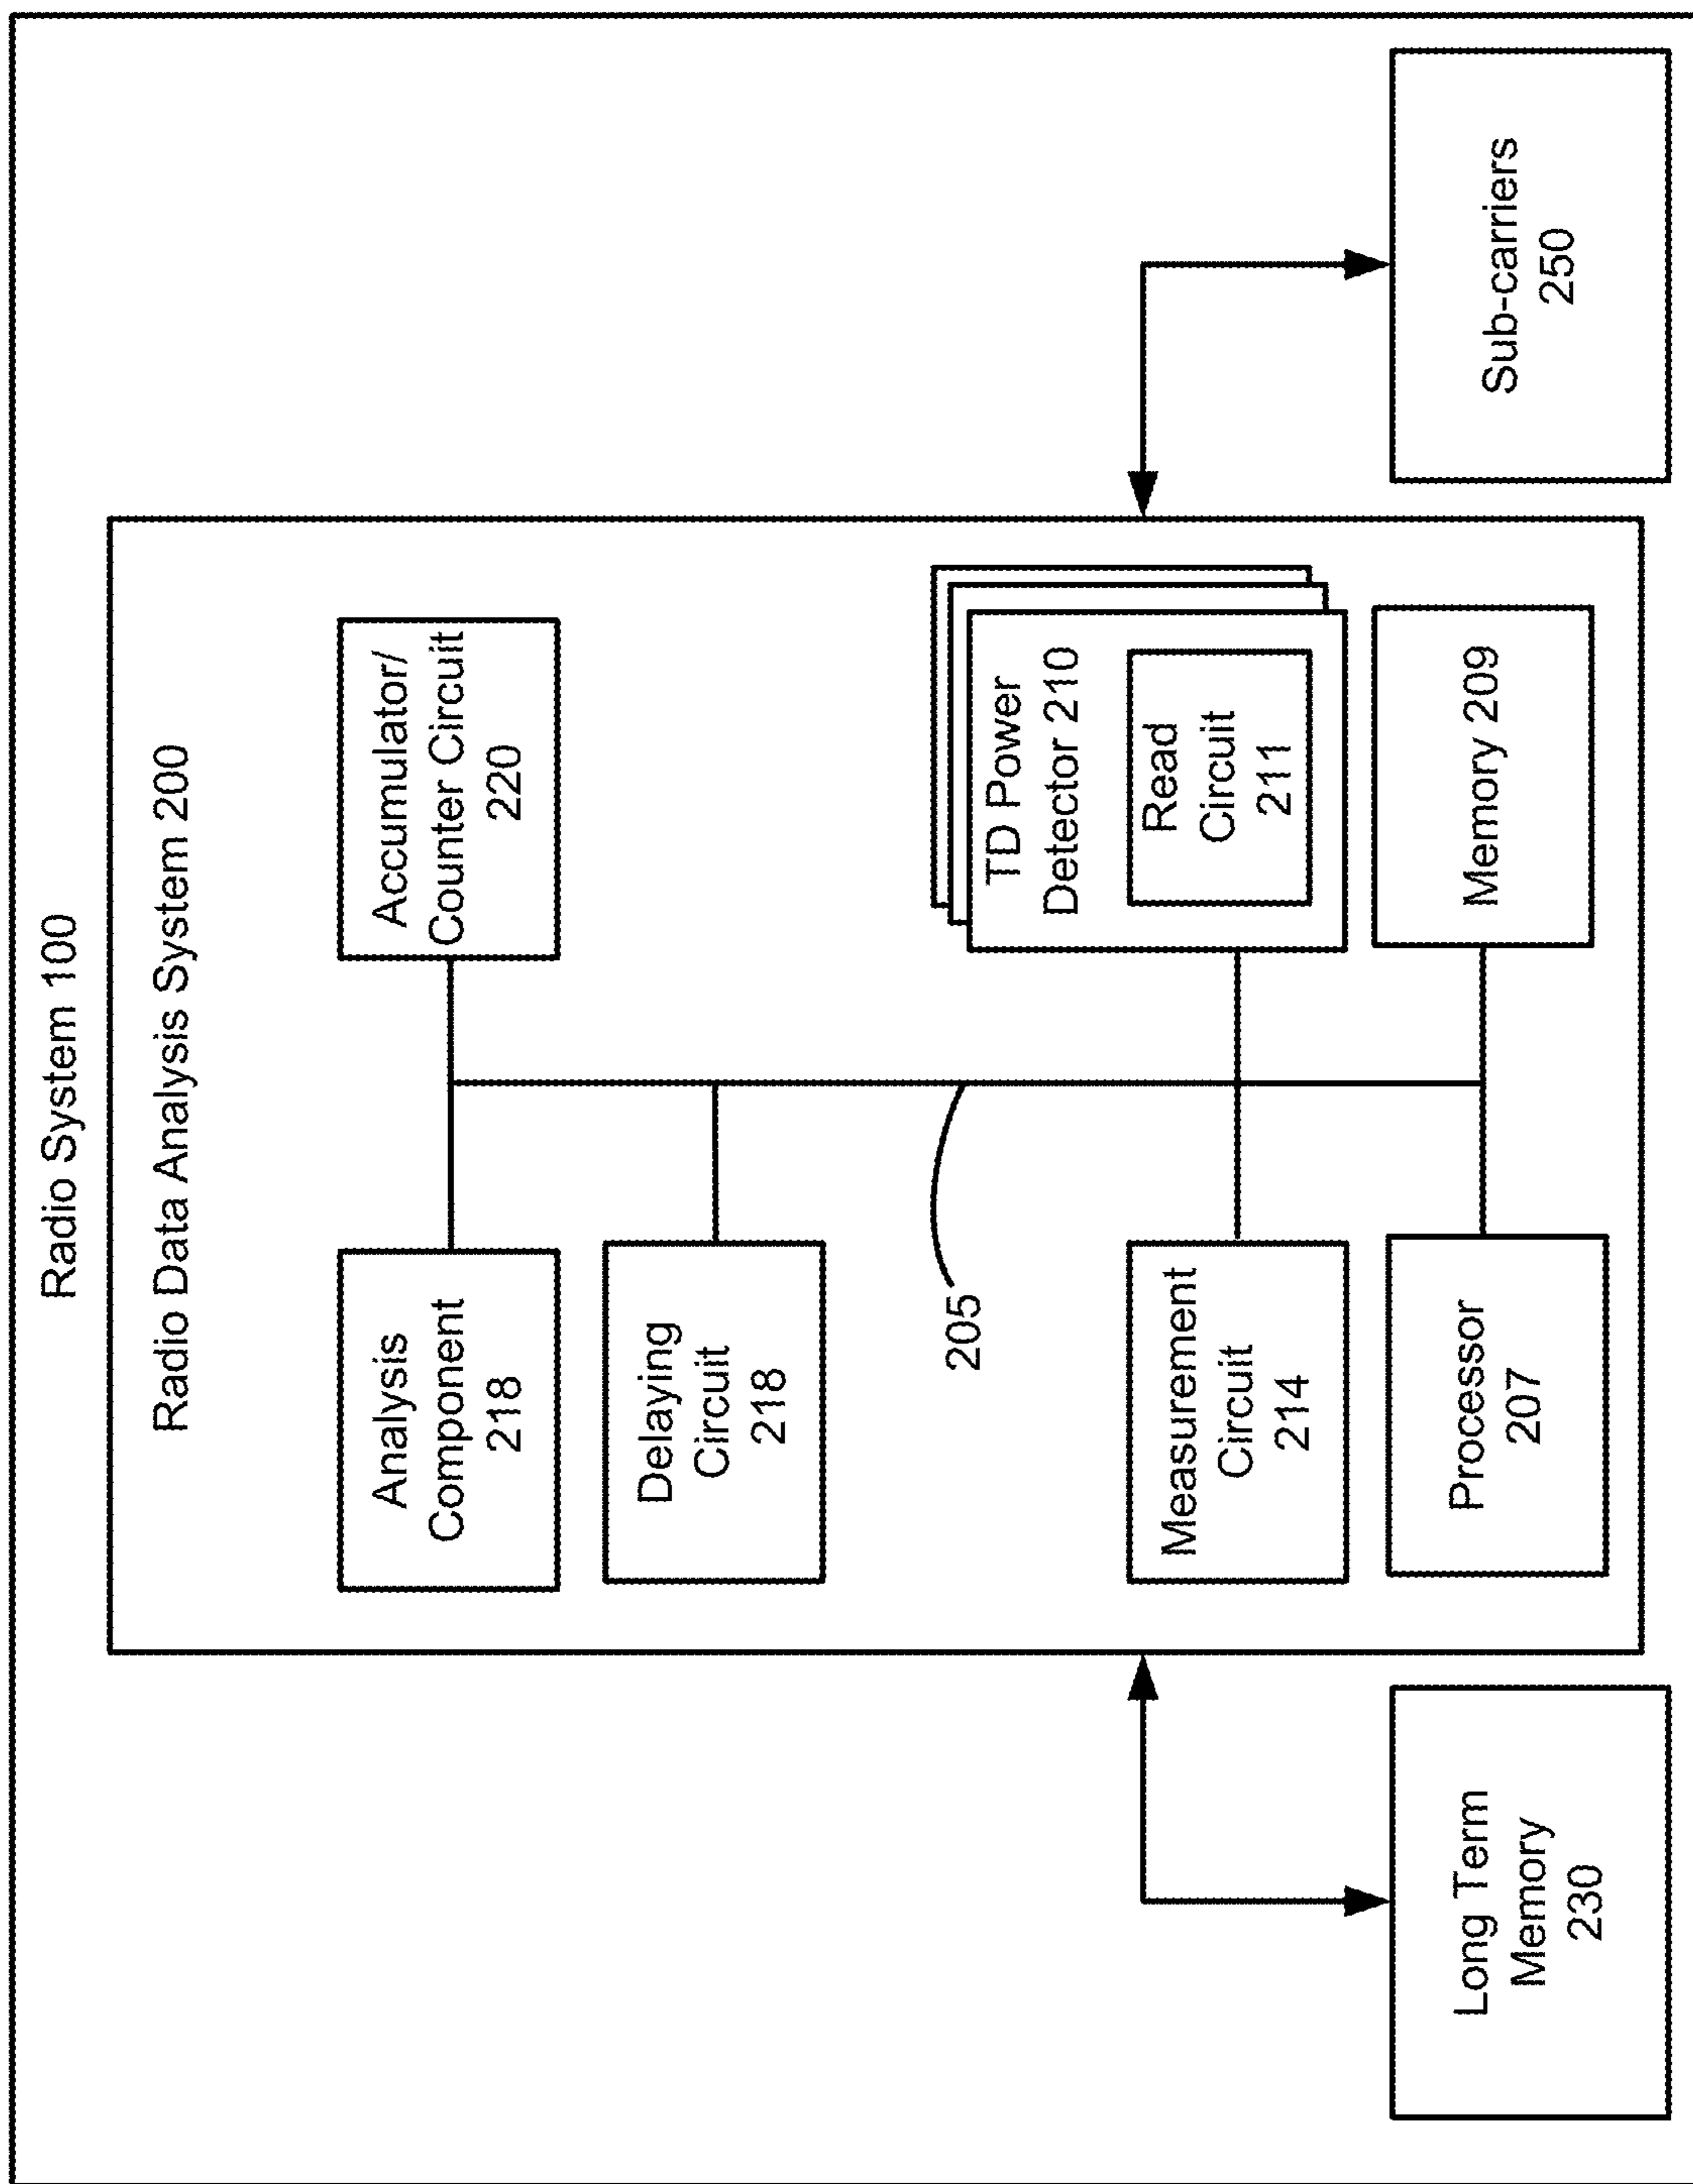 Radio System 100
Radio Data Analysis System 200
Analysis
Component
218
Accumulator/
Counter Circuit
220
Delaying
Circuit
218
205
Measurement
Circuit
214
TD Power
Detector 210
Read
Circuit
211
Processor
207
Memory 209
Long Term
Memory
230
Sub-carriers
250